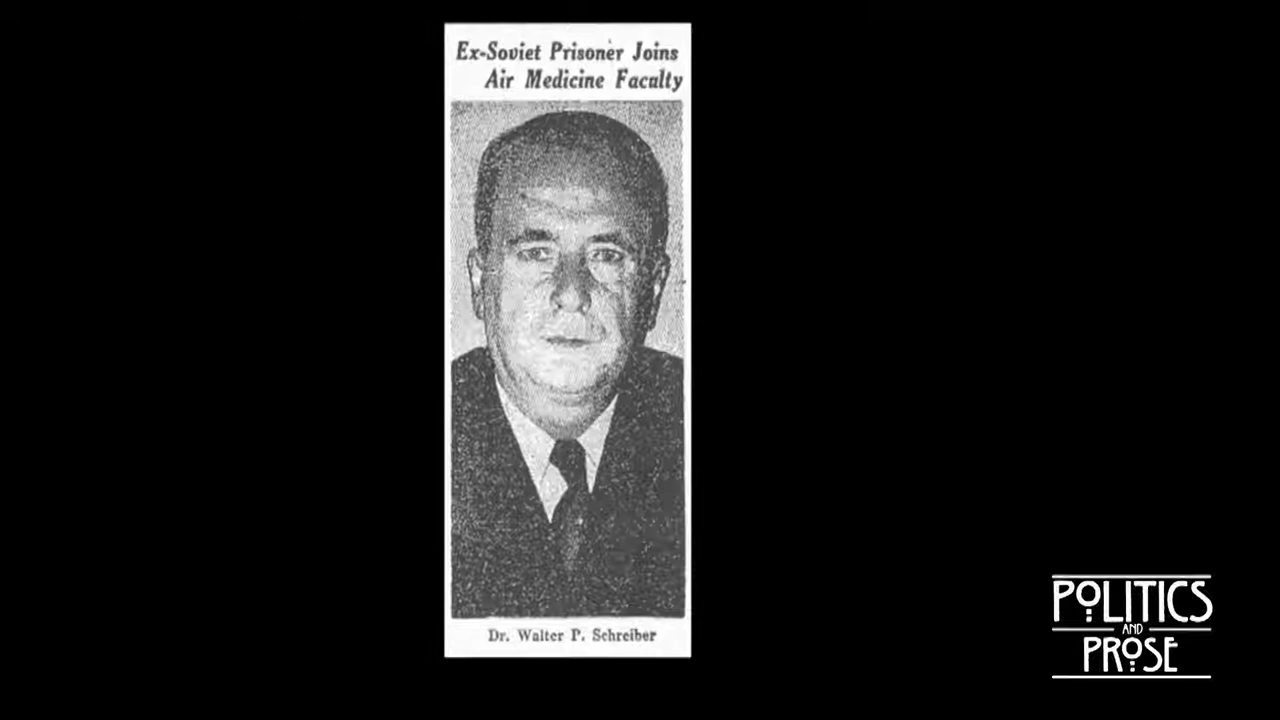 Ex-Soviet Prisoner Joins
Air Medicine Faculty
Dr. Walter P. Schreiber
POLITICS
AND
PROSE